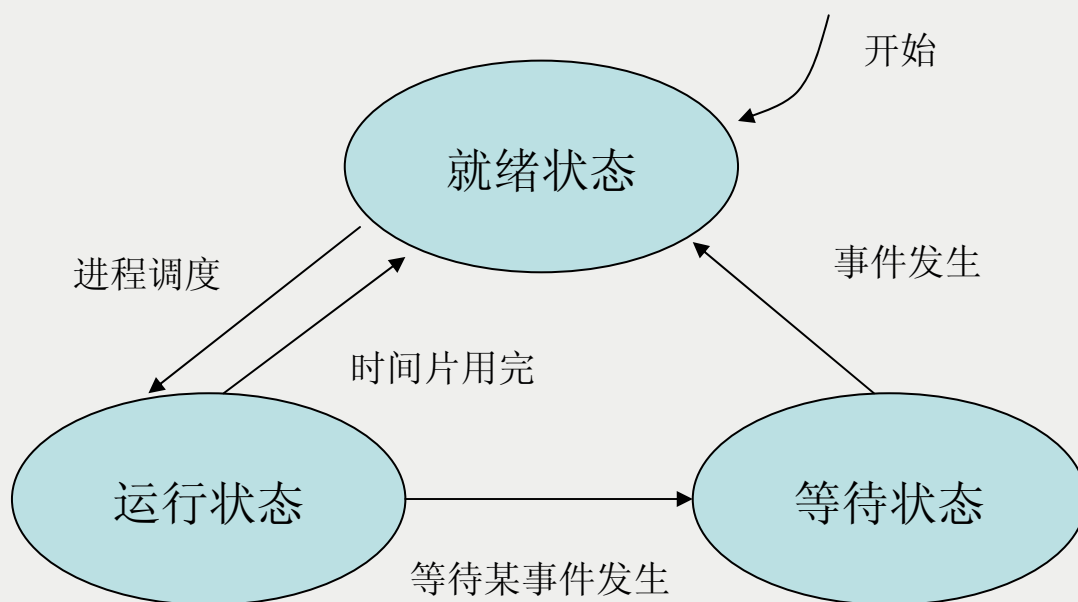 开始
就绪状态
事件发生
进程调度
时间片用完
运行状态
等待状态
等待某事件发生